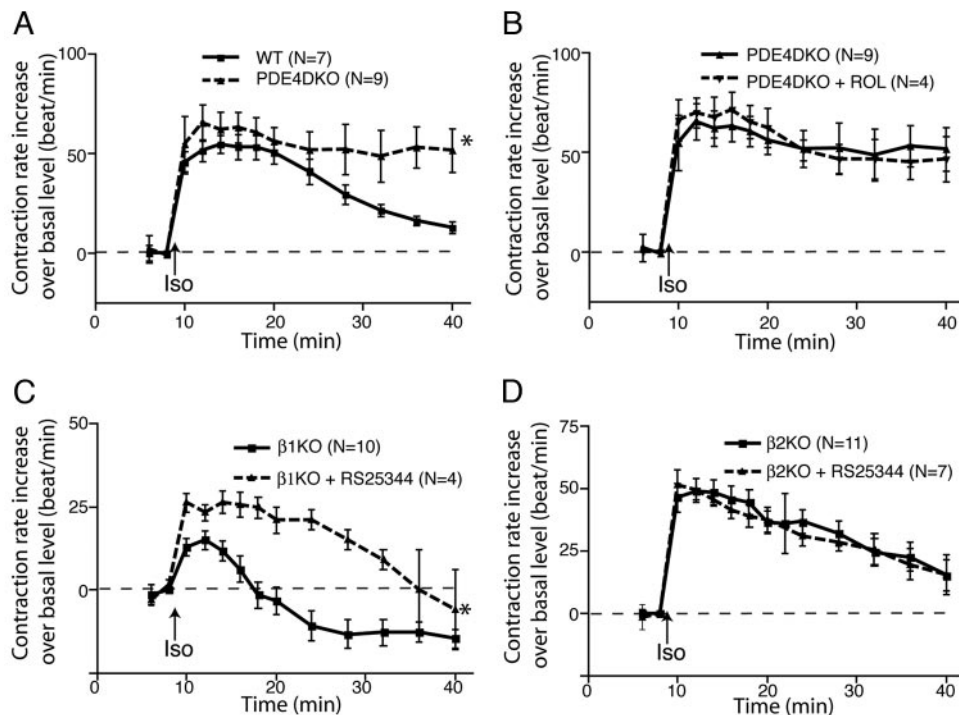 A
Contraction rate increase
over basal level (beat/min)
100
50
0
WT (N=7)
PDE4DKO (N=9)
*
Iso
0
10
20
30
40
Time (min)
B
Contraction rate increase
over basal level (beat/min)
100
50
0
PDE4DKO (N=9)
PDE4DKO + ROL (N=4)
Iso
0
10
20
30
40
Time (min)
C
Contraction rate increase
over basal level (beat/min)
50
25
0
β1KO (N=10)
β1KO + RS25344 (N=4)
*
Iso
0
10
20
30
40
Time (min)
D
Contraction rate increase
over basal level (beat/min)
75
50
25
0
β2KO (N=11)
β2KO + RS25344 (N=7)
Iso
0
10
20
30
40
Time (min)